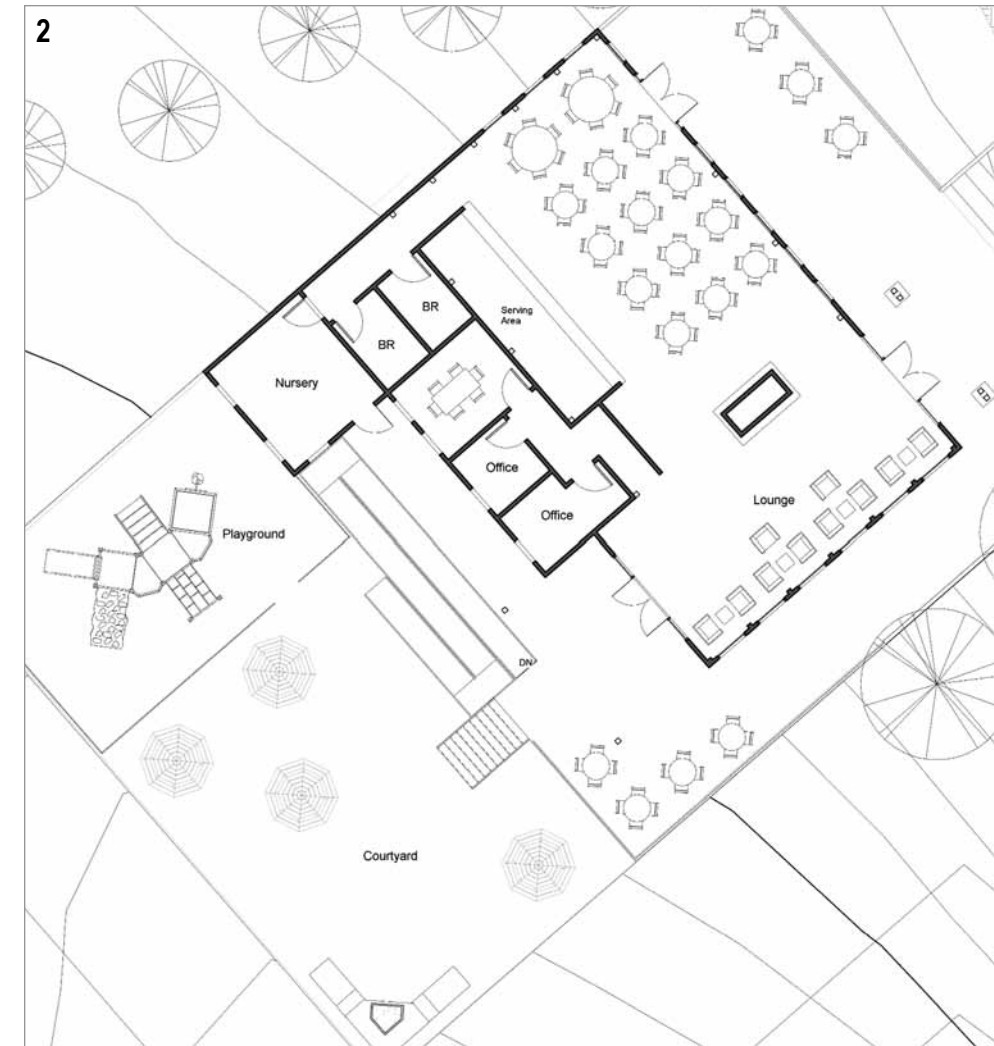 2
BR
Serving
Area
BR
Nursery
Office
Lounge
Office
Playground
DN
Courtyard